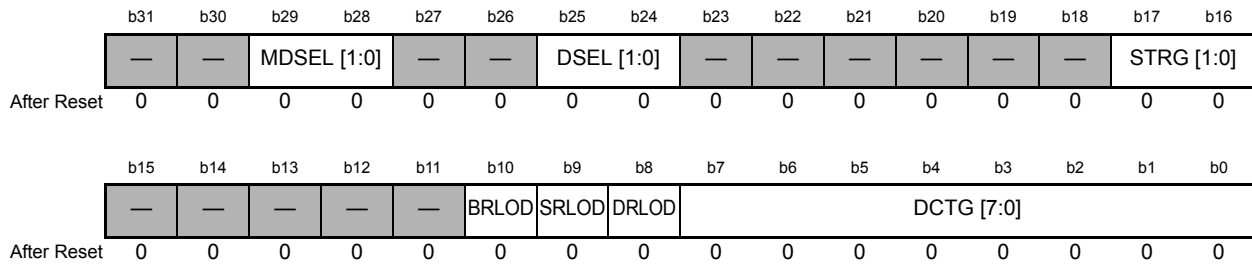 b31 b30 b29 b28 b27 b26 b25 b24 b23 b22 b21 b20 b19 b18 b17 b16
— — MDSEL [1:0] — — DSEL [1:0] — — — — — — STRG [1:0]
After Reset 0 0 0 0 0 0 0 0 0 0 0 0 0 0 0 0
b15 b14 b13 b12 b11 b10 b9 b8 b7 b6 b5 b4 b3 b2 b1 b0
— — — — — BRLOD SRLOD DRLOD DCTG [7:0]
After Reset 0 0 0 0 0 0 0 0 0 0 0 0 0 0 0 0